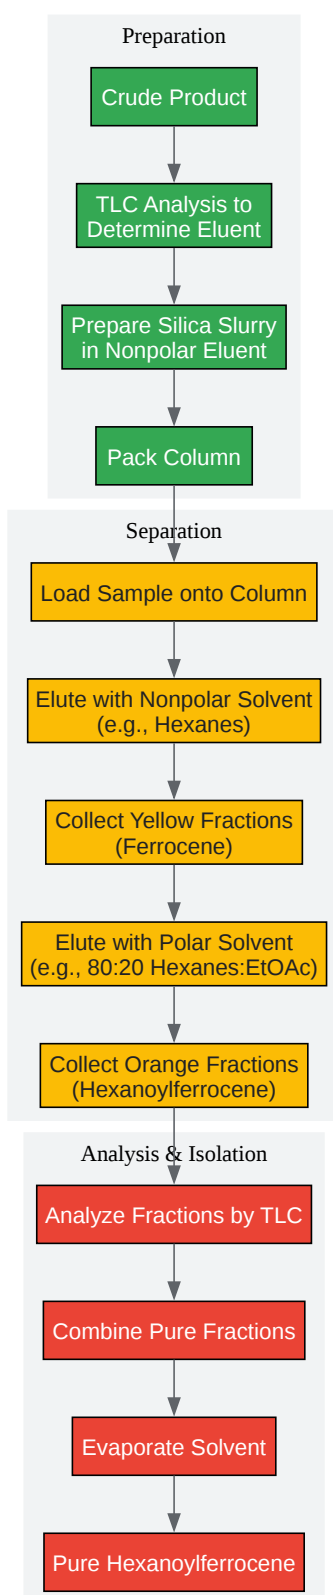 Preparation
Crude Product
TLC Analysis to
Determine Eluent
Prepare Silica Slurry
in Nonpolar Eluent
Pack Column
Separation
Load Sample onto Column
Elute with Nonpolar Solvent
(e.g., Hexanes)
Collect Yellow Fractions
(Ferrocene)
Elute with Polar Solvent
(e.g., 80:20 Hexanes:EtOAc)
Collect Orange Fractions
(Hexanoylferrocene)
Analysis & Isolation
Analyze Fractions by TLC
Combine Pure Fractions
Evaporate Solvent
Pure Hexanoylferrocene